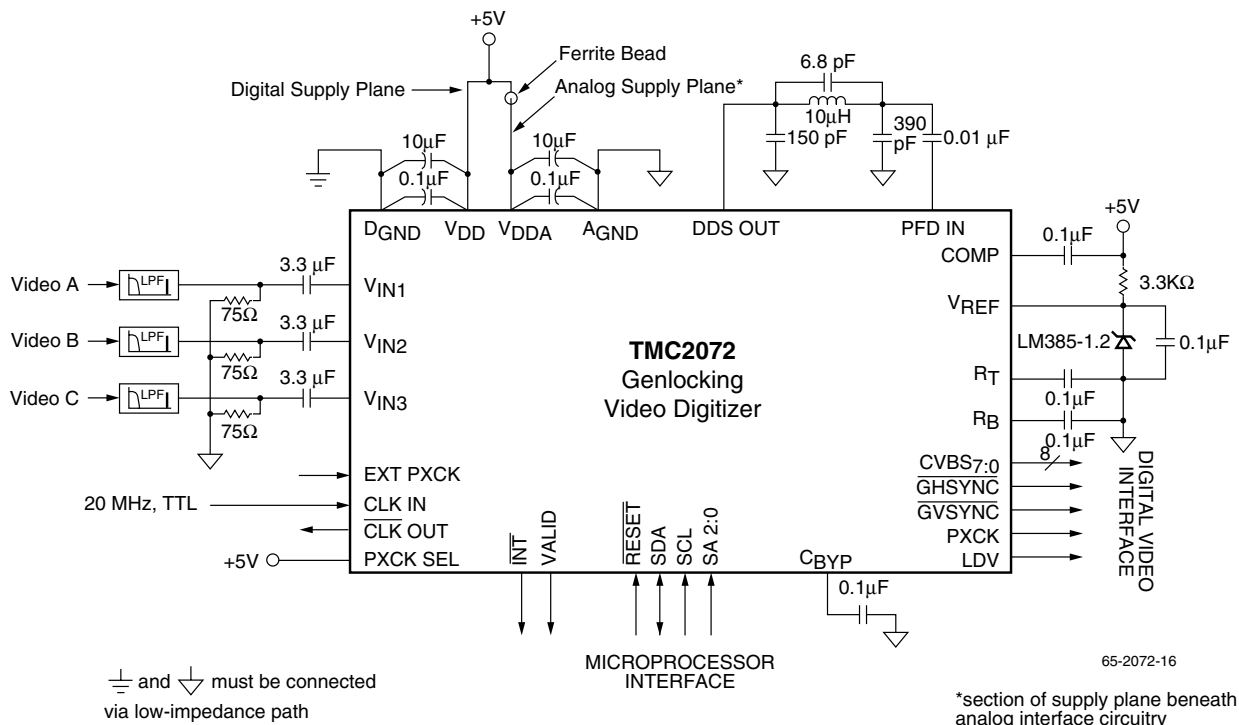 +5V
Ferrite Bead
Digital Supply Plane
Analog Supply Plane*
10μF
0.1μF
10μF
0.1μF
6.8 pF
10μH
150 pF
390 pF
0.01 μF
DGND
VDD
VDDA
AGND
DDS OUT
PFD IN
Video A
LPF
75Ω
3.3 μF
VIN1
Video B
LPF
75Ω
3.3 μF
VIN2
Video C
LPF
75Ω
3.3 μF
VIN3
EXT PXCK
20 MHz, TTL
CLK IN
CLK OUT
+5V
PXCK SEL
TMC2072
Genlocking
Video Digitizer
COMP
0.1μF
+5V
3.3KΩ
VREF
LM385-1.2
0.1μF
RT
0.1μF
RB
0.1μF
CVBS7:0
8
GHSYNC
GVSYNC
PXCK
LDV
DIGITAL VIDEO
INTERFACE
INT
VALID
RESET
SDA
SCL
SA 2:0
MICROPROCESSOR
INTERFACE
CBYP
0.1μF
65-2072-16
and must be connected
via low-impedance path
*section of supply plane beneath
analog interface circuitry